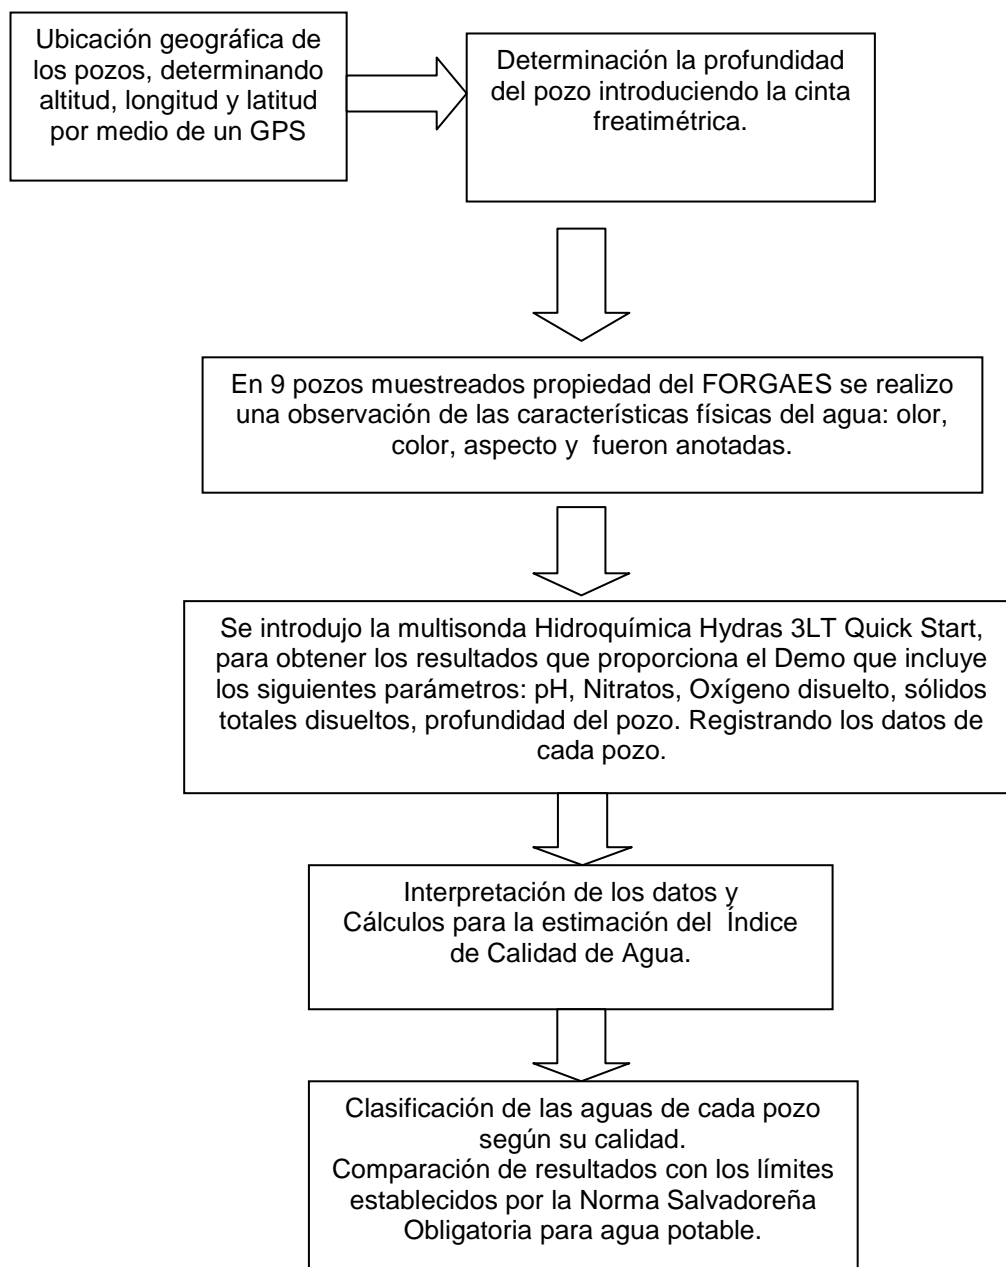 Ubicación geográfica de
los pozos, determinando
altitud, longitud y latitud
por medio de un GPS
Determinación la profundidad
del pozo introduciendo la cinta
freatimétrica.
En 9 pozos muestreados propiedad del FORGAES se realizo
una observación de las características físicas del agua: olor,
color, aspecto y fueron anotadas.
Se introdujo la multisonda Hidroquímica Hydras 3LT Quick Start,
para obtener los resultados que proporciona el Demo que incluye
los siguientes parámetros: pH, Nitratos, Oxígeno disuelto, sólidos
totales disueltos, profundidad del pozo. Registrando los datos de
cada pozo.
Interpretación de los datos y
Cálculos para la estimación del Índice
de Calidad de Agua.
Clasificación de las aguas de cada pozo
según su calidad.
Comparación de resultados con los límites
establecidos por la Norma Salvadoreña
Obligatoria para agua potable.